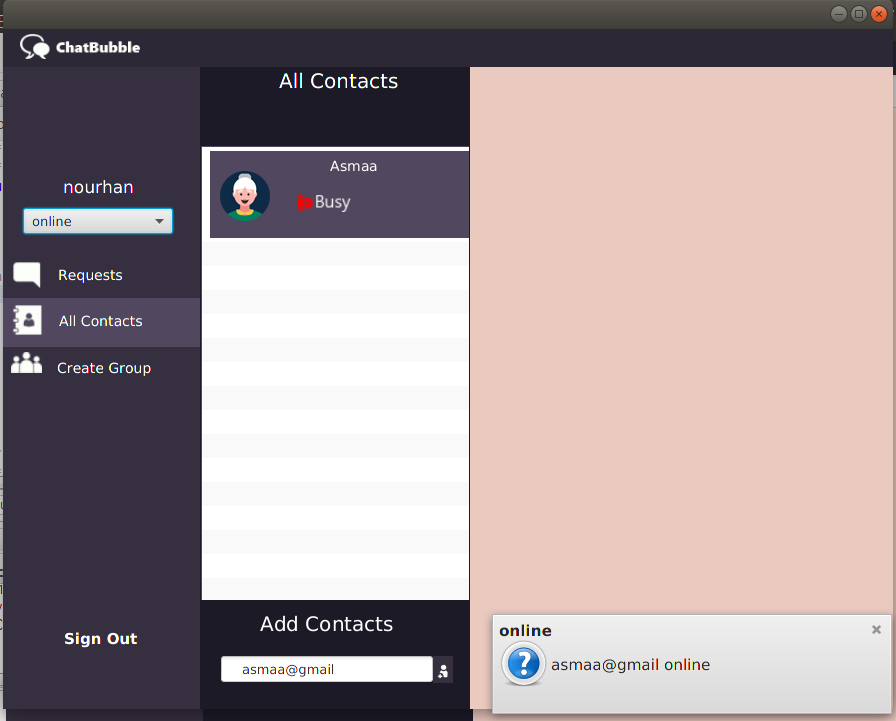 ChatBubble
nourhan
online
Requests
All Contacts
Create Group
Sign Out
All Contacts
Asmaa
Busy
Add Contacts
asmaa@gmail
online
asmaa@gmail online